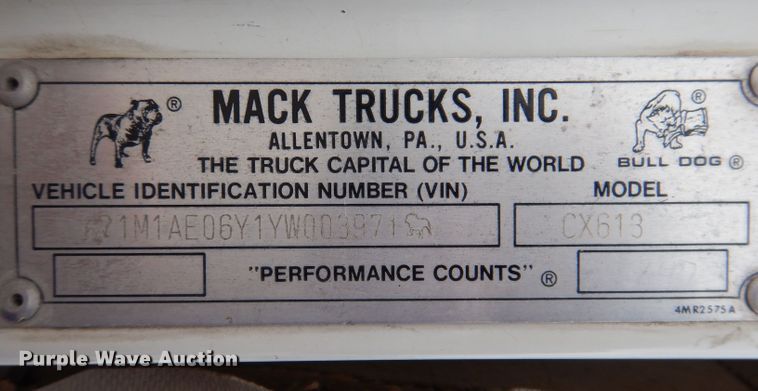 MACK TRUCKS, INC.
ALLENTOWN, PA., U.S.A.
THE TRUCK CAPITAL OF THE WORLD
BULL DOG ®
VEHICLE IDENTIFICATION NUMBER (VIN) MODEL
1M1AE06Y1YW003971 CX613
"PERFORMANCE COUNTS" ®
4MR2575A
Purple Wave Auction